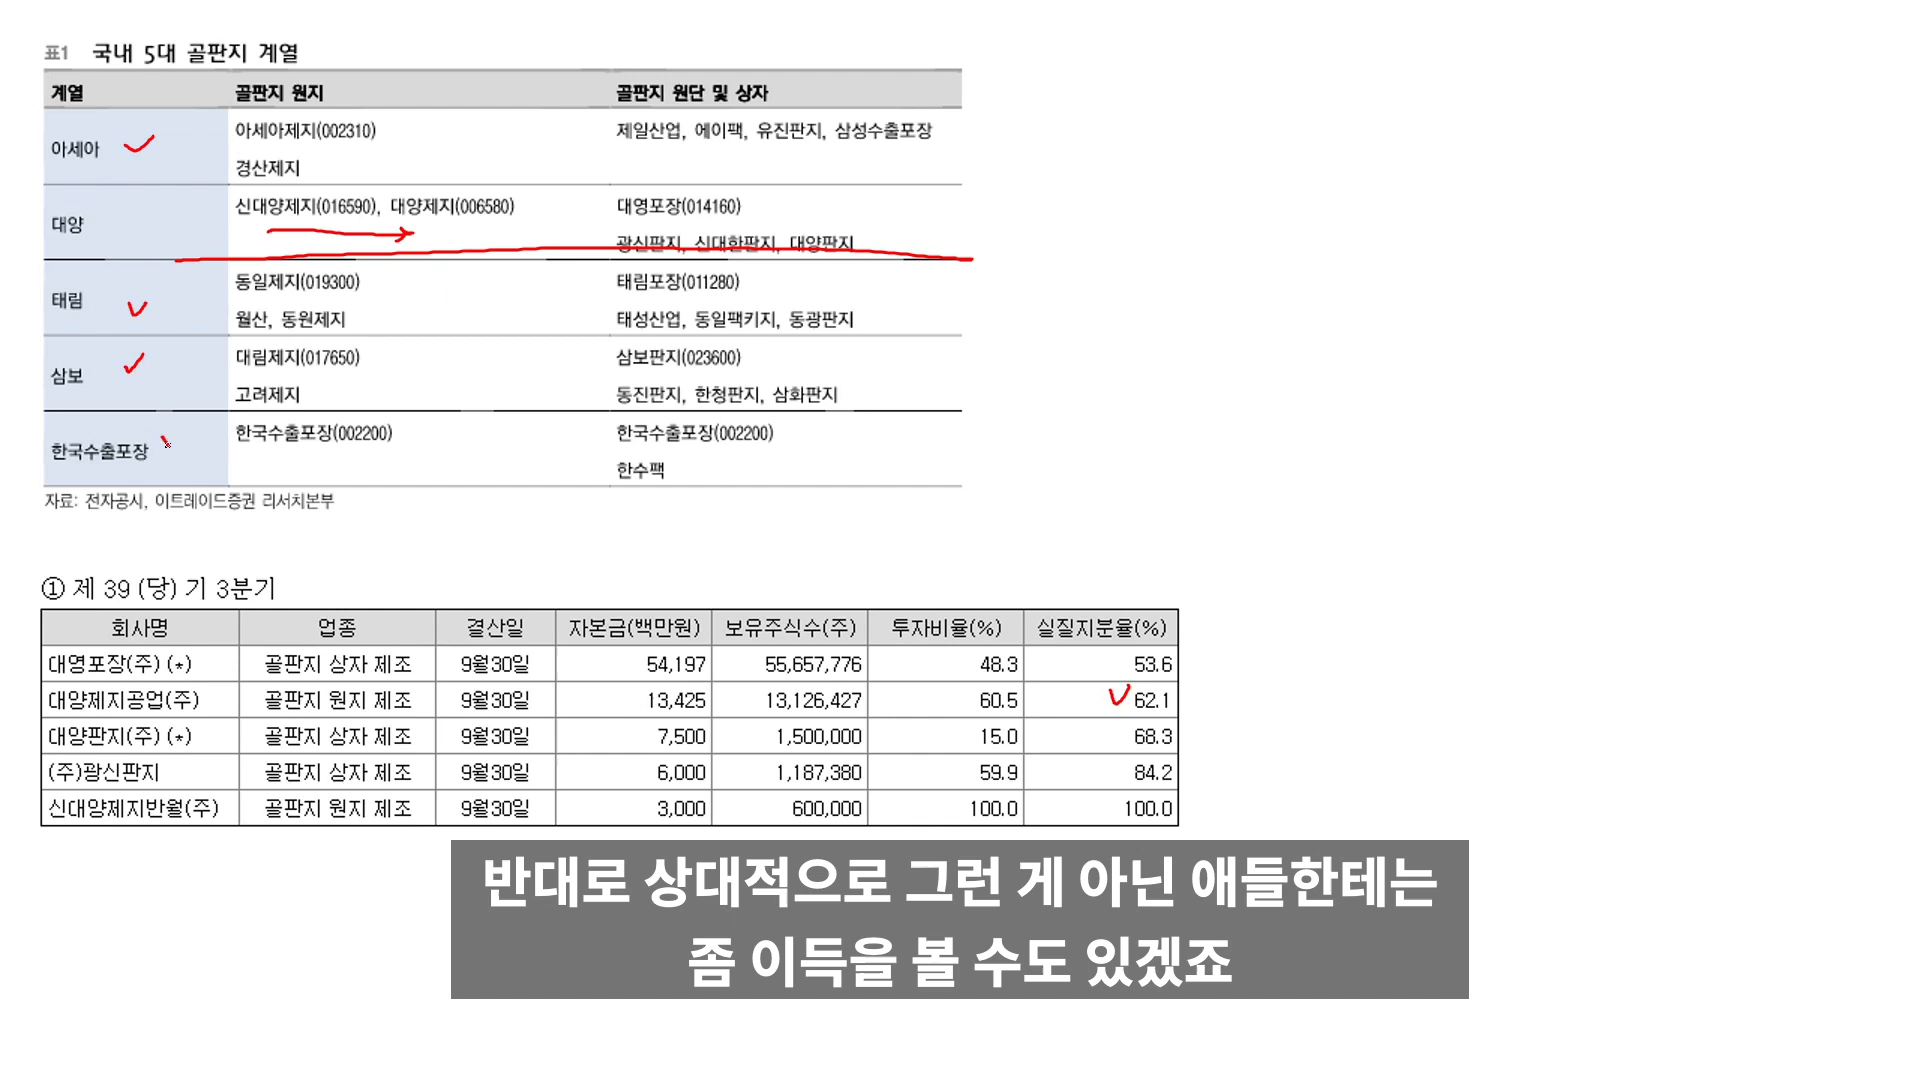 표1 국내 5대 골판지 계열
계열 골판지 원지 골판지 원단 및 상자
아세아 아세아제지(002310) 제일산업, 에이팩, 유진판지, 삼성수출포장
경산제지
대양 신대양제지(016590), 대양제지(006580) 대영포장(014160)
광신판지, 신대한판지, 대양판지
태림 동일제지(019300) 태림포장(011280)
월산, 동원제지 태성산업, 동일팩키지, 동광판지
삼보 대림제지(017650) 삼보판지(023600)
고려제지 동진판지, 한청판지, 삼화판지
한국수출포장 한국수출포장(002200) 한국수출포장(002200)
한수팩
자료: 전자공시, 이트레이드증권 리서치본부
① 제 39 (당) 기 3분기
회사명 업종 결산일 자본금(백만원) 보유주식수(주) 투자비율(%) 실질지분율(%)
대영포장(주) (*) 골판지 상자 제조 9월30일 54,197 55,657,776 48.3 53.6
대양제지공업(주) 골판지 원지 제조 9월30일 13,425 13,126,427 60.5 62.1
대양판지(주) (*) 골판지 상자 제조 9월30일 7,500 1,500,000 15.0 68.3
(주)광신판지 골판지 상자 제조 9월30일 6,000 1,187,380 59.9 84.2
신대양제지반월(주) 골판지 원지 제조 9월30일 3,000 600,000 100.0 100.0
반대로 상대적으로 그런 게 아닌 애들한테는
좀 이득을 볼 수도 있겠죠